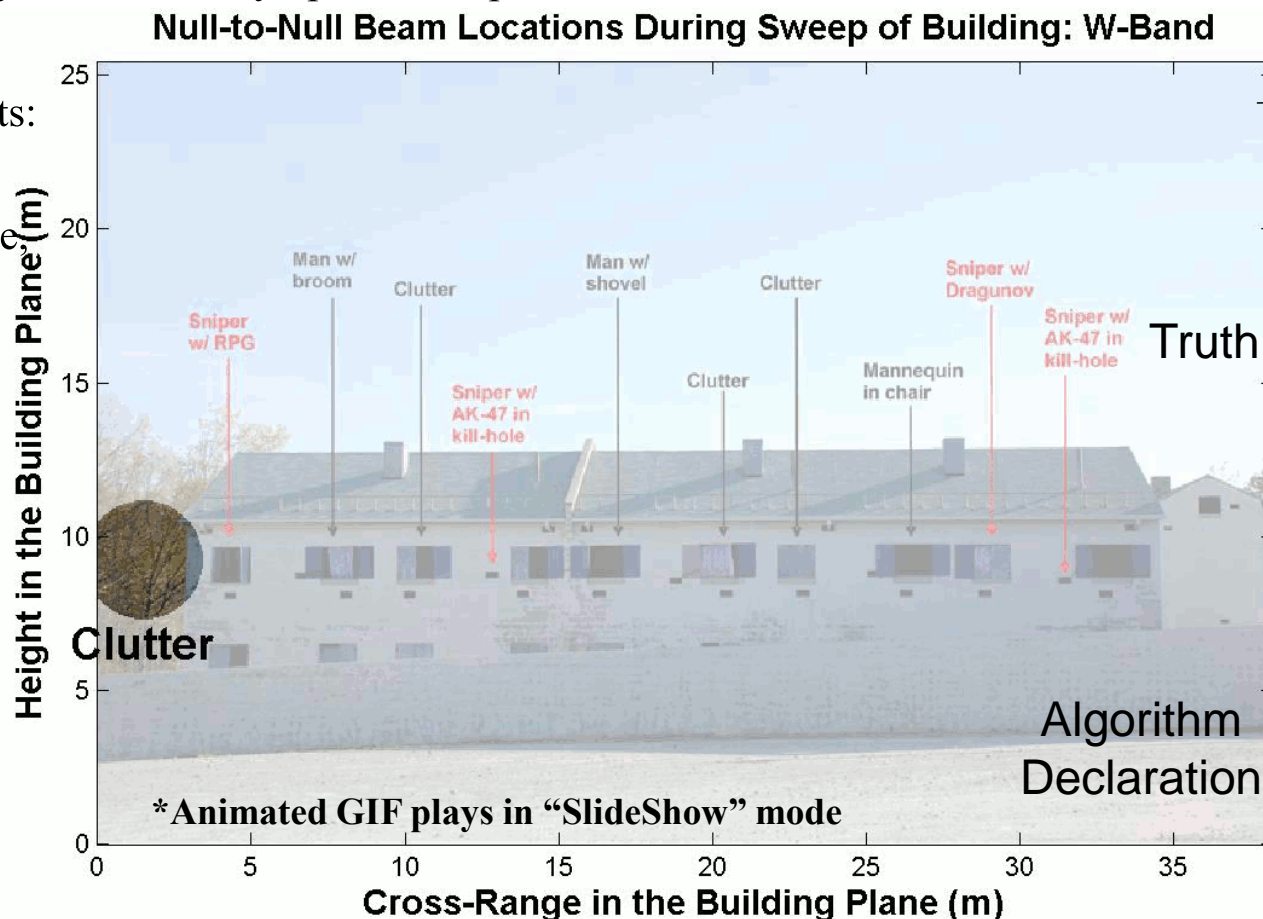 Null-to-Null Beam Locations During Sweep of Building: W-Band
ts:
e
Height in the Building Plane (m)
25
20
15
10
5
0
Man w/
broom
Clutter
Man w/
shovel
Clutter
Sniper w/
Dragunov
Sniper
w/ RPG
Sniper w/
AK-47 in
kill-hole
Truth
Sniper w/
AK-47 in
kill-hole
Clutter
Mannequin
in chair
Clutter
Algorithm
Declaration
*Animated GIF plays in “SlideShow” mode
0 5 10 15 20 25 30 35
Cross-Range in the Building Plane (m)